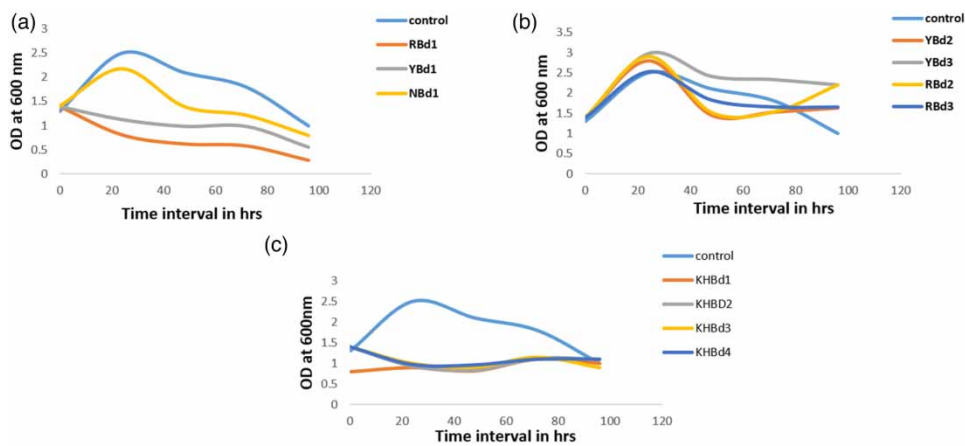 (a)
control
RBd1
YBd1
NBd1
OD at 600 nm
2.5
2
1.5
1
0.5
0
0 20 40 60 80 100 120
Time interval in hrs
(b)
control
YBd2
YBd3
RBd2
RBd3
OD at 600 nm
3.5
3
2.5
2
1.5
1
0.5
0
0 20 40 60 80 100 120
Time interval in hrs
(c)
control
KHBd1
KHBD2
KHBd3
KHBd4
OD at 600nm
3
2.5
2
1.5
1
0.5
0
0 20 40 60 80 100 120
Time interval in hrs